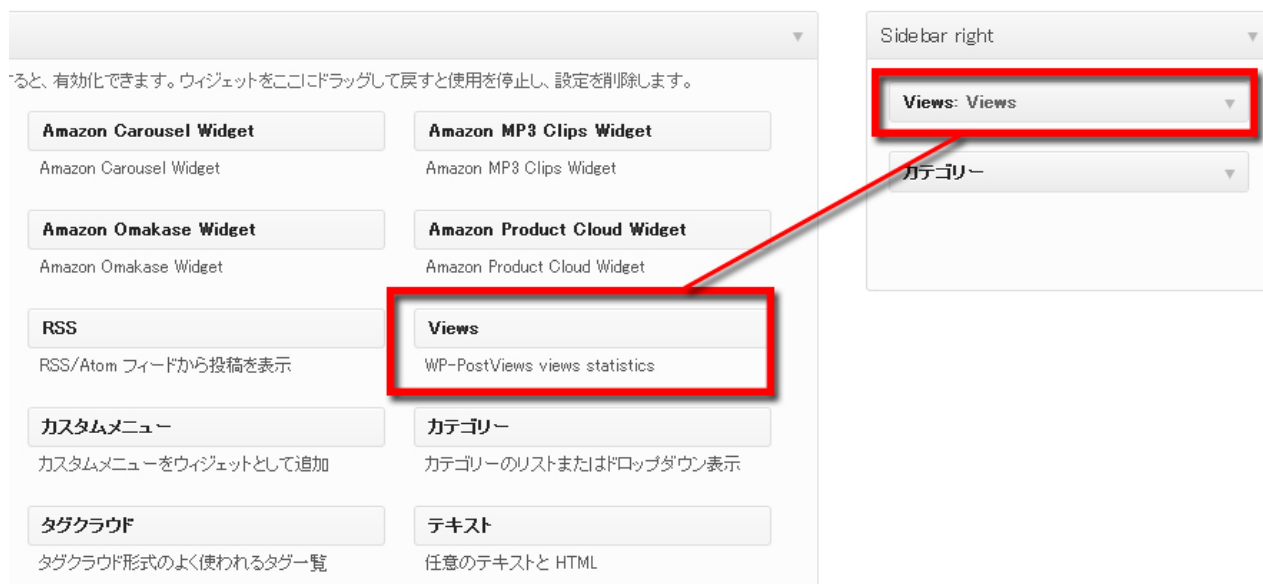 Sidebar right
ると、有効化できます。ウィジェットをここにドラッグして戻すと使用を停止し、設定を削除します。
Views: Views
Amazon Carousel Widget
Amazon MP3 Clips Widget
Amazon Carousel Widget
Amazon MP3 Clips Widget
カテゴリー
Amazon Omakase Widget
Amazon Product Cloud Widget
Amazon Omakase Widget
Amazon Product Cloud Widget
RSS
Views
RSS/Atom フィードから投稿を表示
WP-PostViews views statistics
カスタムメニュー
カテゴリー
カスタムメニューをウィジェットとして追加
カテゴリーのリストまたはドロップダウン表示
タグクラウド
テキスト
タグクラウド形式のよく使われるタグ一覧
任意のテキストと HTML